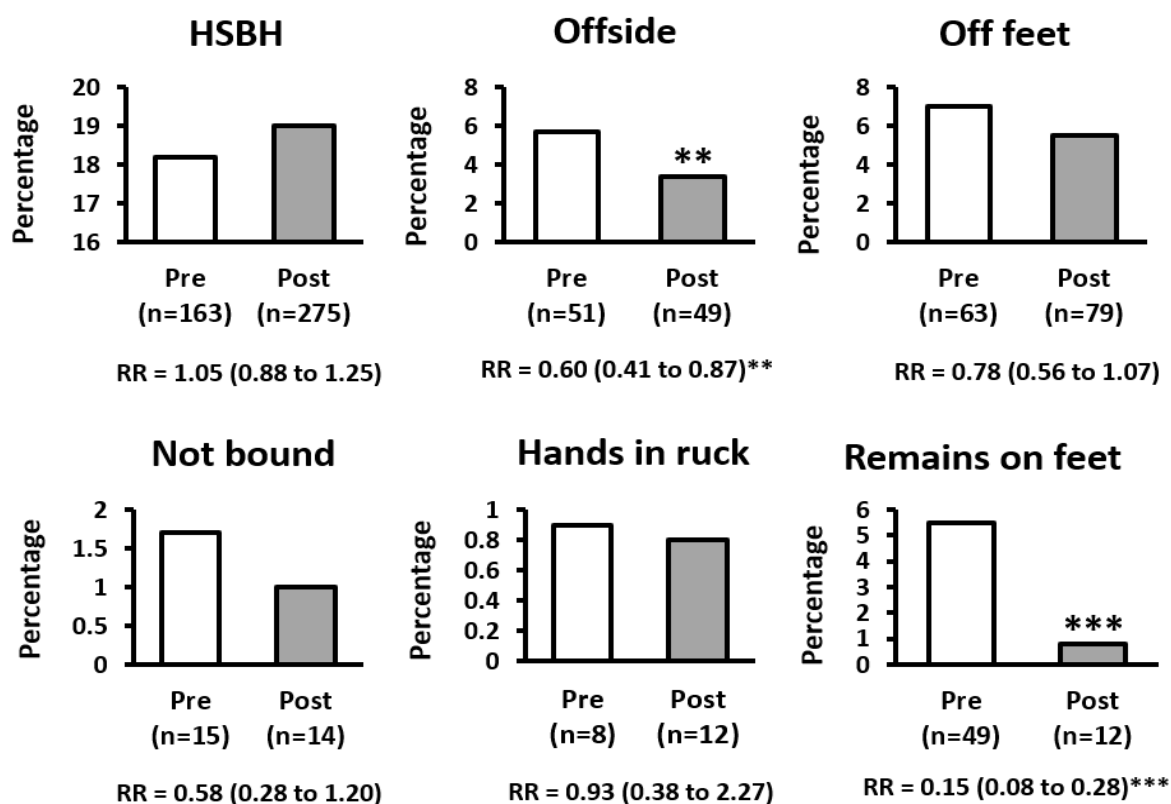 HSBH
Percentage
20
19
18
17
16
Pre
(n=163)
Post
(n=275)
RR = 1.05 (0.88 to 1.25)
Offside
Percentage
8
6
4
2
0
**
Pre
(n=51)
Post
(n=49)
RR = 0.60 (0.41 to 0.87)**
Off feet
Percentage
8
6
4
2
0
Pre
(n=63)
Post
(n=79)
RR = 0.78 (0.56 to 1.07)
Not bound
Percentage
2
1.5
1
0.5
0
Pre
(n=15)
Post
(n=14)
RR = 0.58 (0.28 to 1.20)
Hands in ruck
Percentage
1
0.8
0.6
0.4
0.2
0
Pre
(n=8)
Post
(n=12)
RR = 0.93 (0.38 to 2.27)
Remains on feet
Percentage
6
5
4
3
2
1
0
***
Pre
(n=49)
Post
(n=12)
RR = 0.15 (0.08 to 0.28)***